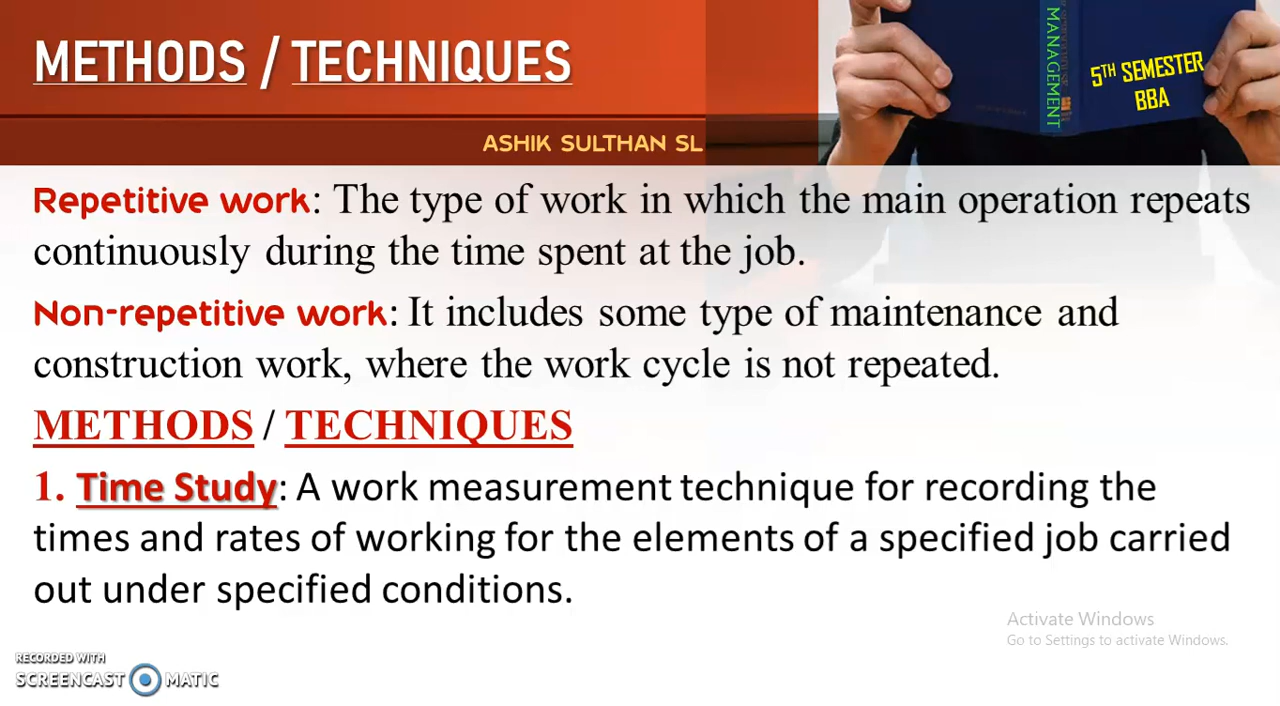 METHODS / TECHNIQUES
MANAGEMENT
5TH SEMESTER
BBA
ASHIK SULTHAN SL
Repetitive work: The type of work in which the main operation repeats
continuously during the time spent at the job.
Non-repetitive work: It includes some type of maintenance and
construction work, where the work cycle is not repeated.
METHODS / TECHNIQUES
1. Time Study: A work measurement technique for recording the
times and rates of working for the elements of a specified job carried
out under specified conditions.
Activate Windows
Go to Settings to activate Windows.
RECORDED WITH
SCREENCAST MATIC